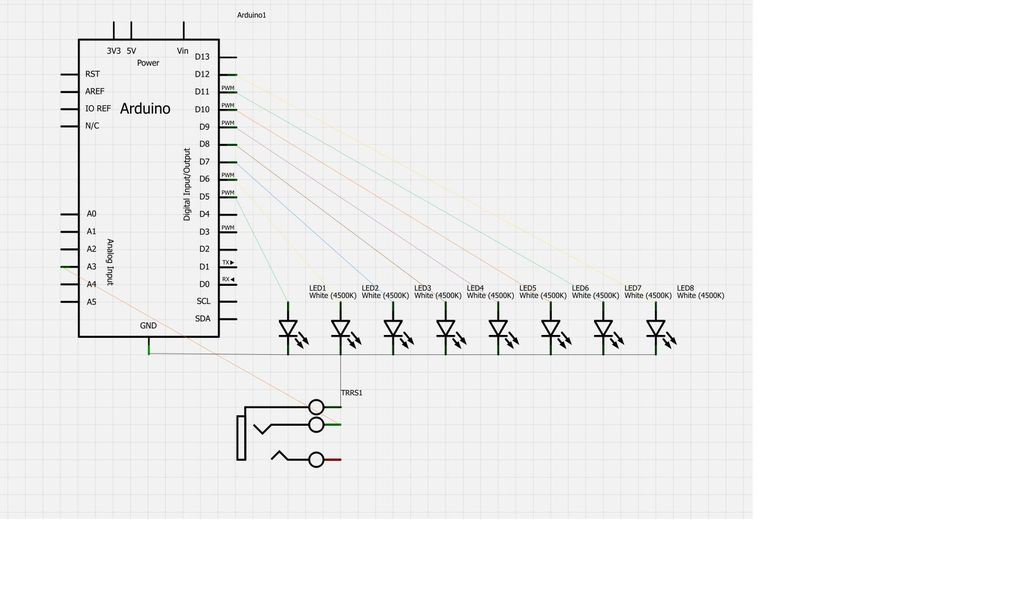 Arduino1
3V3 5V Vin
Power
D13
RST
D12
AREF
PWM
D11
IO REF
Arduino
PWM
D10
N/C
PWM
D9
D8
D7
Digital Input/Output
PWM
D6
PWM
D5
A0
D4
A1
PWM
D3
A2
D2
Analog Input
A3
TX
D1
A4
RX
D0
A5
SCL
SDA
GND
LED1
White (4500K)
LED2
White (4500K)
LED3
White (4500K)
LED4
White (4500K)
LED5
White (4500K)
LED6
White (4500K)
LED7
White (4500K)
LED8
White (4500K)
TRRS1